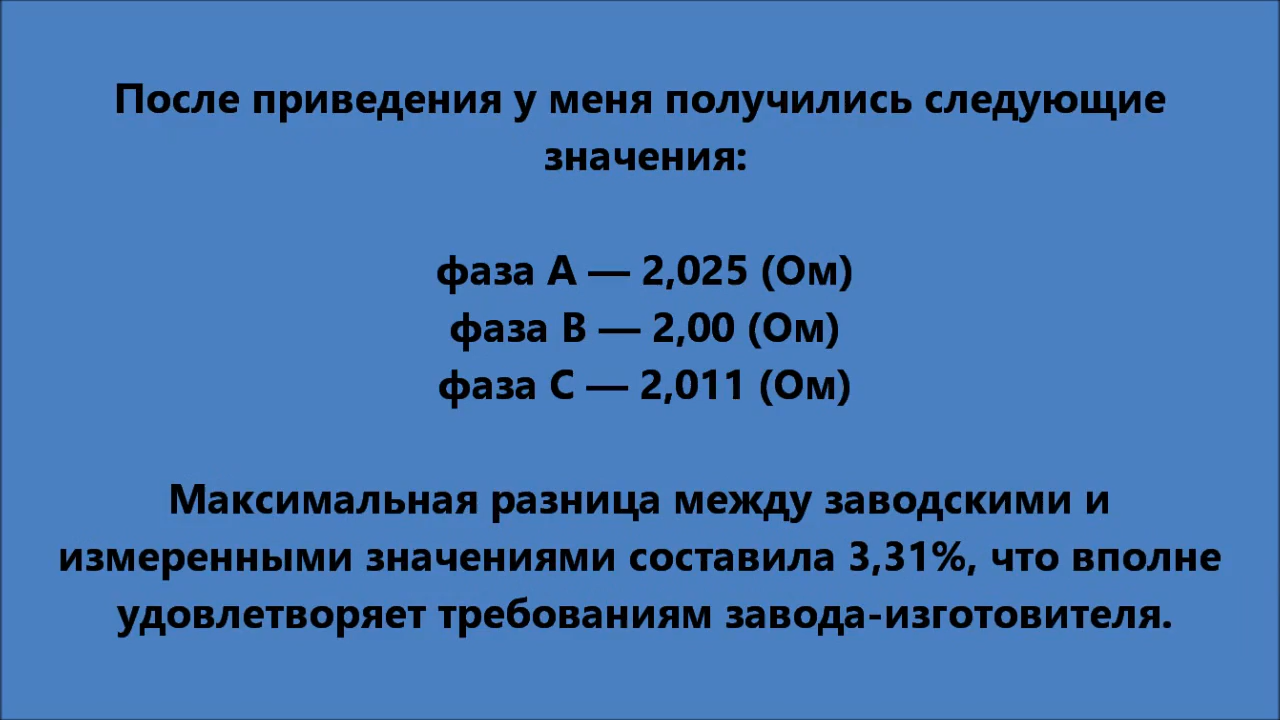 После приведения у меня получились следующие
значения:
фаза А — 2,025 (Ом)
фаза В — 2,00 (Ом)
фаза С — 2,011 (Ом)
Максимальная разница между заводскими и
измеренными значениями составила 3,31%, что вполне
удовлетворяет требованиям завода-изготовителя.